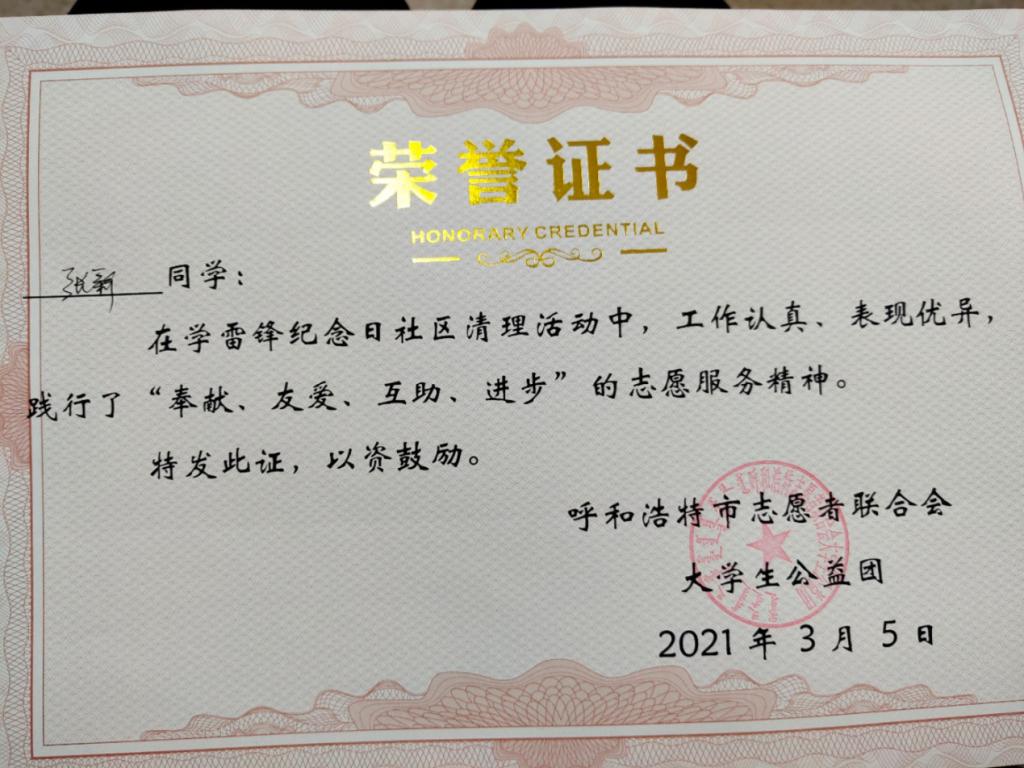 荣誉证书
HONORARY CREDENTIAL
张新 同学：
在学雷锋纪念日社区清理活动中，工作认真、表现优异，
践行了“奉献、友爱、互助、进步”的志愿服务精神。
特发此证，以资鼓励。
呼和浩特市志愿者联合会
大学生公益团
2021 年 3 月 5 日